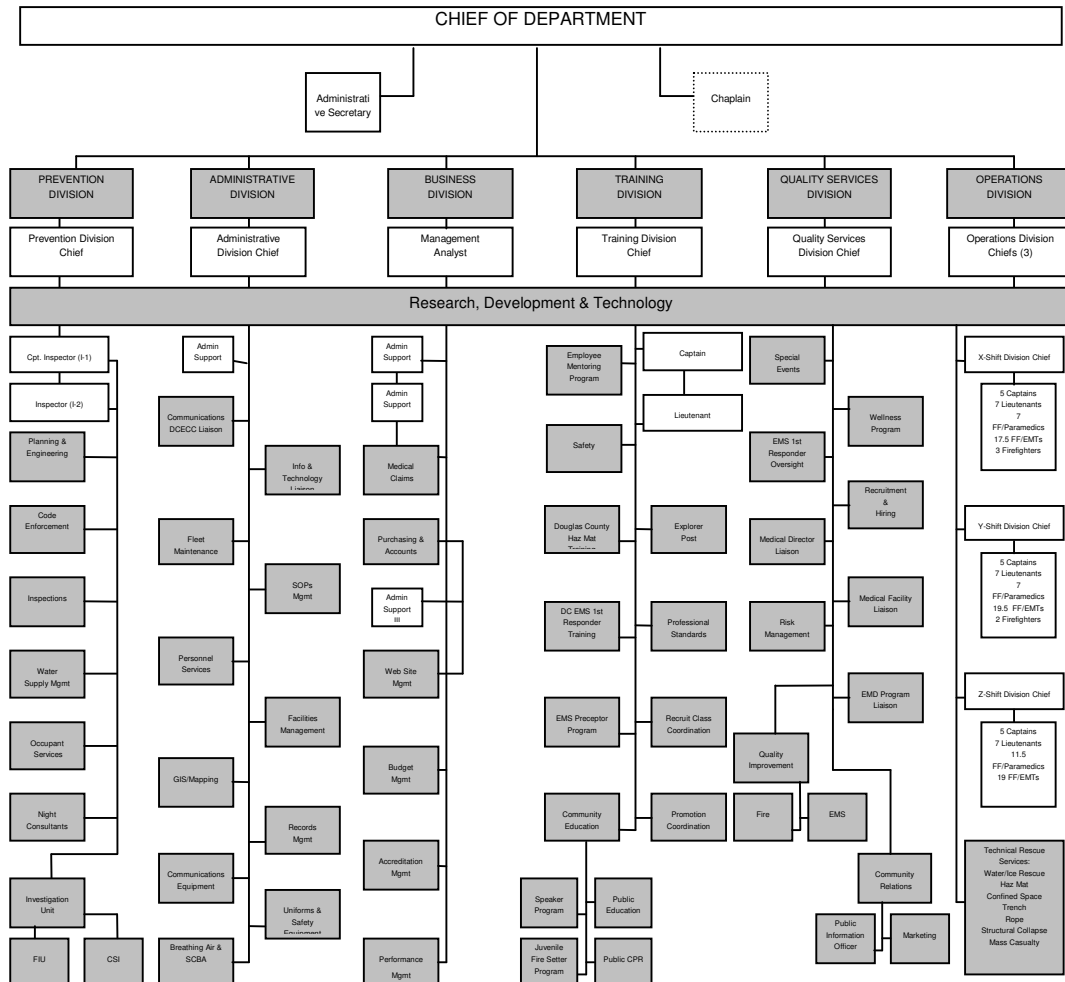 CHIEF OF DEPARTMENT
Administrati
ve Secretary
Chaplain
PREVENTION
DIVISION
ADMINISTRATIVE
DIVISION
BUSINESS
DIVISION
TRAINING
DIVISION
QUALITY SERVICES
DIVISION
OPERATIONS
DIVISION
Prevention Division
Chief
Administrative
Division Chief
Management
Analyst
Training Division
Chief
Quality Services
Division Chief
Operations Division
Chiefs (3)
Research, Development & Technology
Cpt. Inspector (I-1)
Inspector (I-2)
Planning &
Engineering
Code
Enforcement
Inspections
Water
Supply Mgmt
Occupant
Services
Night
Consultants
Investigation
Unit
FIU
CSI
Admin
Support
Communications
DCECC Liaison
Info &
Technology
Liaison
Fleet
Maintenance
SOPs
Mgmt
Personnel
Services
Facilities
Management
GIS/Mapping
Records
Mgmt
Communications
Equipment
Uniforms &
Safety
Equipment
Breathing Air &
SCBA
Admin
Support
Admin
Support
Medical
Claims
Purchasing &
Accounts
Admin
Support
III
Web Site
Mgmt
Budget
Mgmt
Accreditation
Mgmt
Performance
Mgmt
Employee
Mentoring
Program
Captain
Lieutenant
Safety
Douglas County
Haz Mat
Training
Explorer
Post
DC EMS 1st
Responder
Training
Professional
Standards
EMS Preceptor
Program
Recruit Class
Coordination
Community
Education
Promotion
Coordination
Speaker
Program
Public
Education
Juvenile
Fire Setter
Program
Public CPR
Special
Events
Wellness
Program
EMS 1st
Responder
Oversight
Recruitment
&
Hiring
Medical Director
Liaison
Medical Facility
Liaison
Risk
Management
EMD Program
Liaison
Quality
Improvement
Fire
EMS
Community
Relations
Public
Information
Officer
Marketing
X-Shift Division Chief
5 Captains
7 Lieutenants
7
FF/Paramedics
17.5 FF/EMTs
3 Firefighters
Y-Shift Division Chief
5 Captains
7 Lieutenants
7
FF/Paramedics
19.5 FF/EMTs
2 Firefighters
Z-Shift Division Chief
5 Captains
7 Lieutenants
11.5
FF/Paramedics
19 FF/EMTs
Technical Rescue
Services:
Water/Ice Rescue
Haz Mat
Confined Space
Trench
Rope
Structural Collapse
Mass Casualty